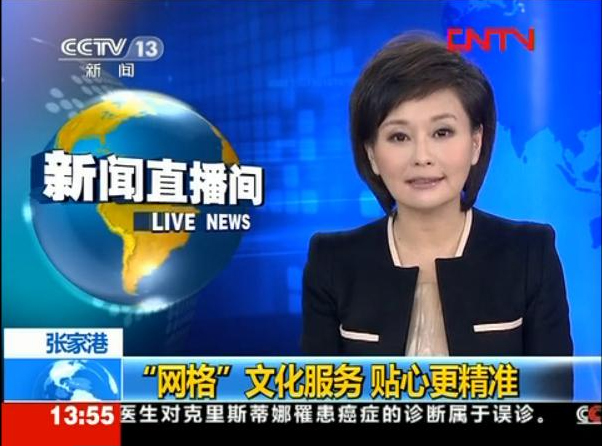 CCTV 13
新闻
CNTV
新闻直播间
LIVE NEWS
张家港
“网格”文化服务 贴心更精准
13:55
医生对克里斯蒂娜罹患癌症的诊断属于误诊。